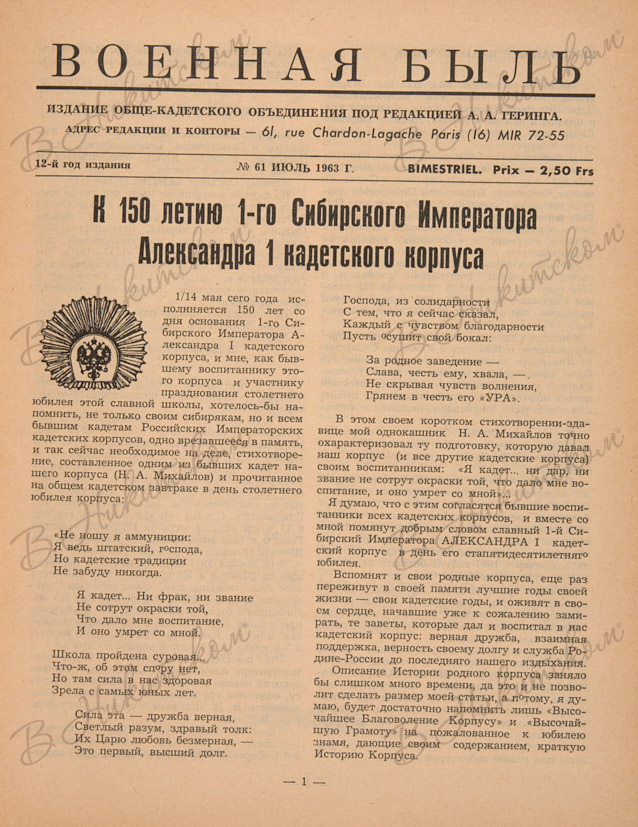 ВОЕННАЯ БЫЛЬ
ИЗДАНИЕ ОБЩЕ-КАДЕТСКОГО ОБЪЕДИНЕНИЯ ПОД РЕДАКЦИЕЙ А. А. ГЕРИНГА.
АДРЕС РЕДАКЦИИ И КОНТОРЫ — 61, rue Chardon-Lagache Paris (16) MIR 72-55
12-й год издания № 61 ИЮЛЬ 1963 Г. BIMESTRIEL. Prix — 2,50 Frs
К 150 летию 1-го Сибирского Императора
Александра 1 кадетского корпуса
1/14 мая сего года ис-
полнняется 150 лет со
дня основания 1-го Си-
бирского Императора А-
лександра I кадетского
корпуса, и мне, как быв-
шему воспитаннику это-
го корпуса и участнику
празднования столетнего
юбилея этой славной школы, хотелось-бы на-
помнить, не только своим сибирякам, но и всем
бывшим кадетам Российских Императорских
кадетских корпусов, одно врезавшееся в память,
и так сейчас необходимое на деле, стихотворе-
ние, составленное одним из бывших кадет на-
шего корпуса (Н. А. Михайлов) и прочитанное
на общем кадетском завтраке в день столетнего
юбилея корпуса:
«Не ношу я аммуниции:
Я ведь штатский, господа,
Но кадетские традиции
Не забуду никогда.
Я кадет... Ни фрак, ни звание
Не сотрут окраски той,
Что дало мне воспитание,
И оно умрет со мной.
Школа пройдена суровая...
Что-ж, об этом спору нет,
Но там сила в нас здоровая
Зрела с самых юных лет.
Сила эта — дружба верная,
Светлый разум, здравый толк:
Их Царю любовь безмерная, —
Это первый, высший долг.
Господа, из солидарности
С тем, что я сейчас сказал,
Каждый с чувством благодарности
Пусть осушит свой бокал:
За родное заведение —
Слава, честь ему, хвала, —.
Не скрывая чувств волнения,
Грянем в честь его «УРА».
В этом своем коротком стихотворении-зда-
вице мой однокашник Н. А. Михайлов точно
охарактеризовал ту подготовку, которую давал
наш корпус (и все другие кадетские корпуса)
своим воспитанникам: «Я кадет... ни дар, ни
звание не сотрут окраски той, что дало мне во-
спитание, и оно умрет со мной»...
Я думаю, что с этим согласятся бывшие воспи-
танники всех кадетских корпусов, и вместе со
мной помянут добрым словом славный 1-й Си-
бирский Императора АЛЕКСАНДРА I кадет-
ский корпус в день его стапятидесятилетняго
юбилея.
Вспомнят и свои родные корпуса, еще раз
переживут в своей памяти лучшие годы своей
жизни — свои кадетские годы, и оживят в сво-
ем сердце, начавшие уже к сожалению зами-
рать, те заветы, которые дал и воспитал в нас
кадетский корпус: верная дружба, взаимная
поддержка, верность своему долгу и служба Ро-
дине-России до последняго нашего издыхания.
Описание Истории родного корпуса заняло
бы слишком много времени, да это и не позво-
лит сделать размер моей статьи, а потому, я ду-
маю, будет достаточно напомнить лишь «Высо-
чайшее Благоволение Корпусу» и «Высочай-
шую Грамоту» на пожалованное к юбилею
знамя, дающие своим содержанием, краткую
Историю Корпуса.
— 1 —
В Никитском